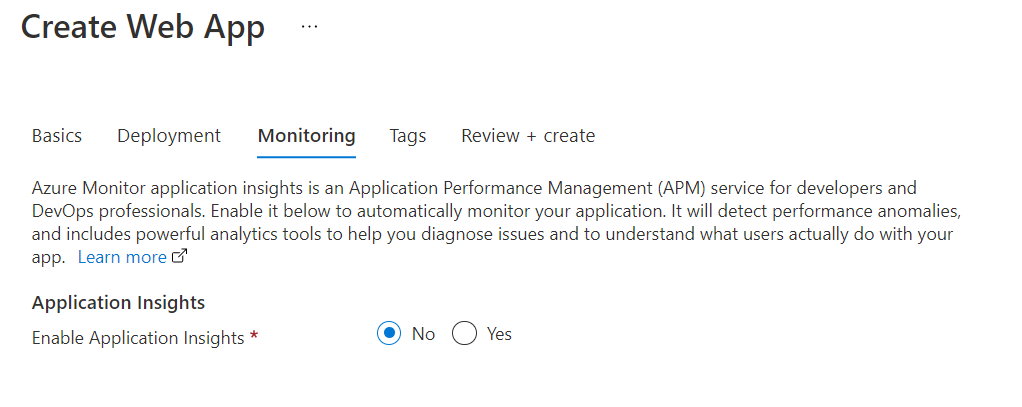 Create Web App ...
Basics Deployment Monitoring Tags Review + create
Azure Monitor application insights is an Application Performance Management (APM) service for developers and
DevOps professionals. Enable it below to automatically monitor your application. It will detect performance anomalies,
and includes powerful analytics tools to help you diagnose issues and to understand what users actually do with your
app. Learn more
Application Insights
Enable Application Insights * No Yes